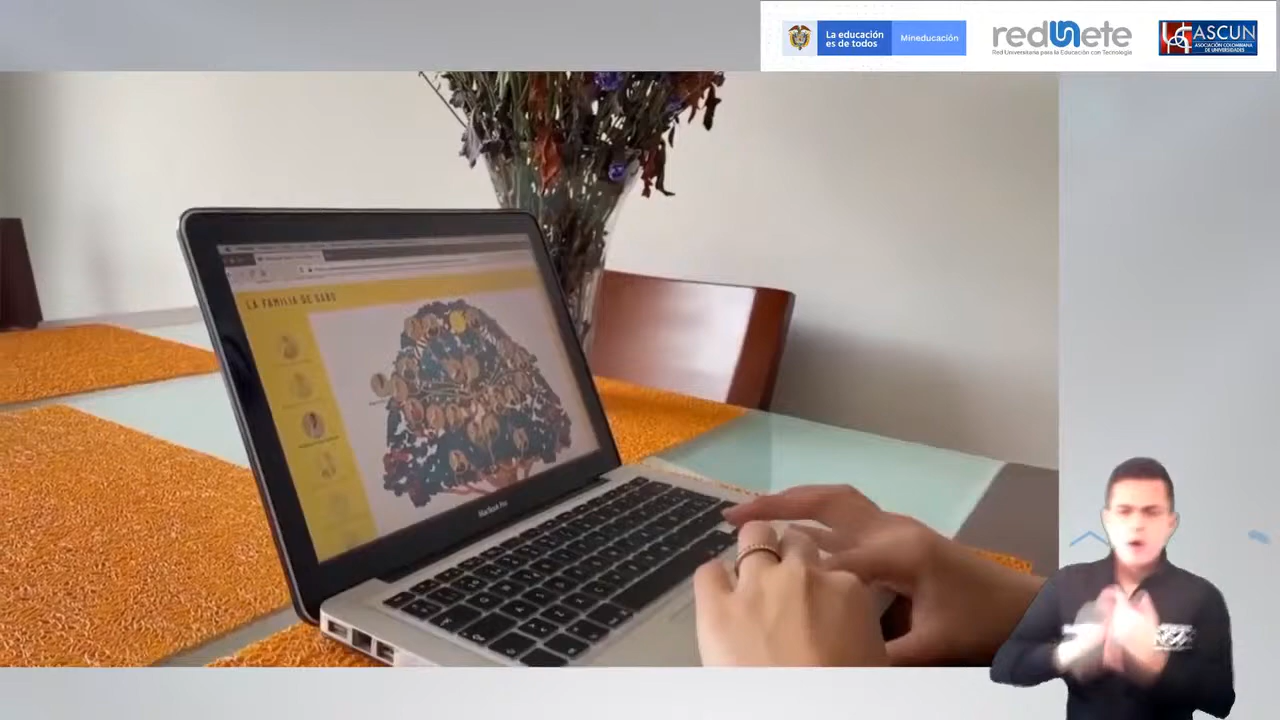 La educación
es de todos
Mineducación
redunete
Red Universitaria para la Educación con Tecnología
ASCUN
ASOCIACIÓN COLOMBIANA
DE UNIVERSIDADES
LA FAMILIA DE GABO
MacBook Pro